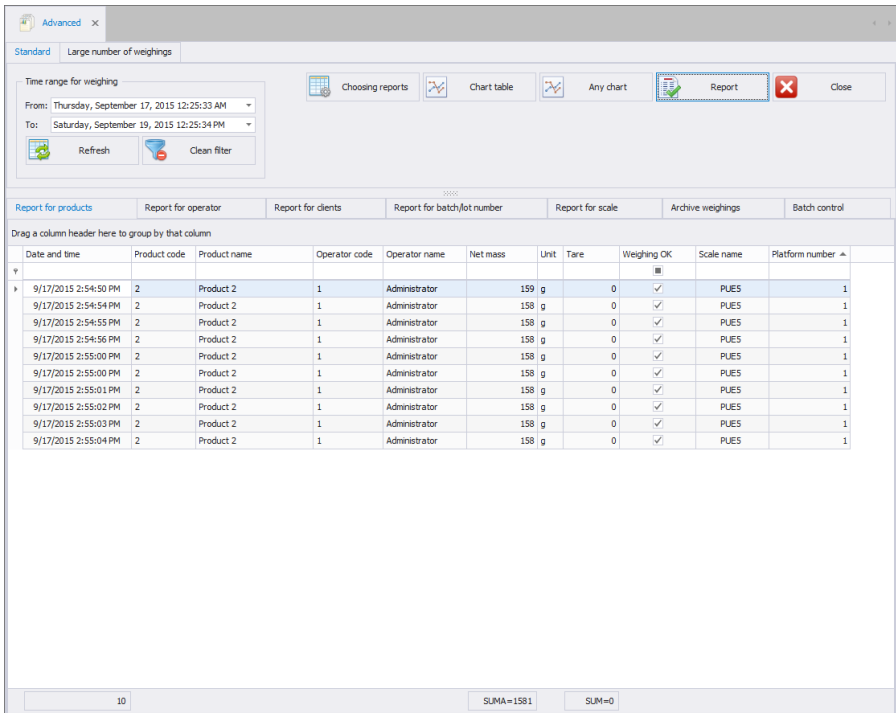 Advanced
Standard Large number of weighings
Time range for weighing
From: Thursday, September 17, 2015 12:25:33 AM
To: Saturday, September 19, 2015 12:25:34 PM
Refresh Clean filter
Choosing reports Chart table Any chart Report Close
Report for products Report for operator Report for clients Report for batch/lot number Report for scale Archive weighings Batch control
Drag a column header here to group by that column
Date and time Product code Product name Operator code Operator name Net mass Unit Tare Weighing OK Scale name Platform number
9/17/2015 2:54:50 PM 2 Product 2 1 Administrator 159 g 0 PUE5 1
9/17/2015 2:54:54 PM 2 Product 2 1 Administrator 158 g 0 PUE5 1
9/17/2015 2:54:55 PM 2 Product 2 1 Administrator 158 g 0 PUE5 1
9/17/2015 2:54:56 PM 2 Product 2 1 Administrator 158 g 0 PUE5 1
9/17/2015 2:55:00 PM 2 Product 2 1 Administrator 158 g 0 PUE5 1
9/17/2015 2:55:00 PM 2 Product 2 1 Administrator 158 g 0 PUE5 1
9/17/2015 2:55:01 PM 2 Product 2 1 Administrator 158 g 0 PUE5 1
9/17/2015 2:55:02 PM 2 Product 2 1 Administrator 158 g 0 PUE5 1
9/17/2015 2:55:03 PM 2 Product 2 1 Administrator 158 g 0 PUE5 1
9/17/2015 2:55:04 PM 2 Product 2 1 Administrator 158 g 0 PUE5 1
10 SUMA=1581 SUM=0